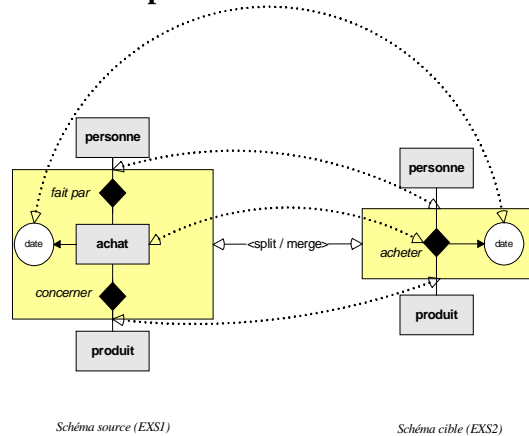 personne
personne
fait par
date
achat
<split / merge>
acheter
date
concerner
produit
produit
Schéma source (EXS1)
Schéma cible (EXS2)